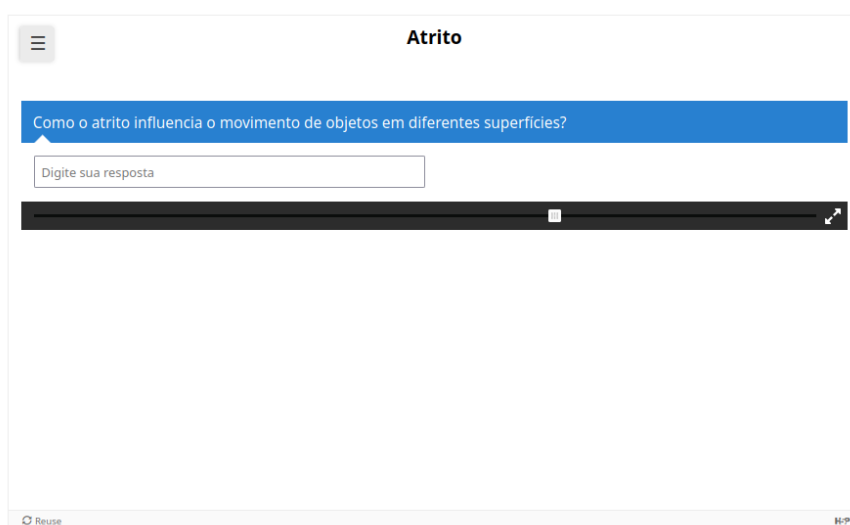 Atrito
Como o atrito influencia o movimento de objetos em diferentes superfícies?
Digite sua resposta
Reuse